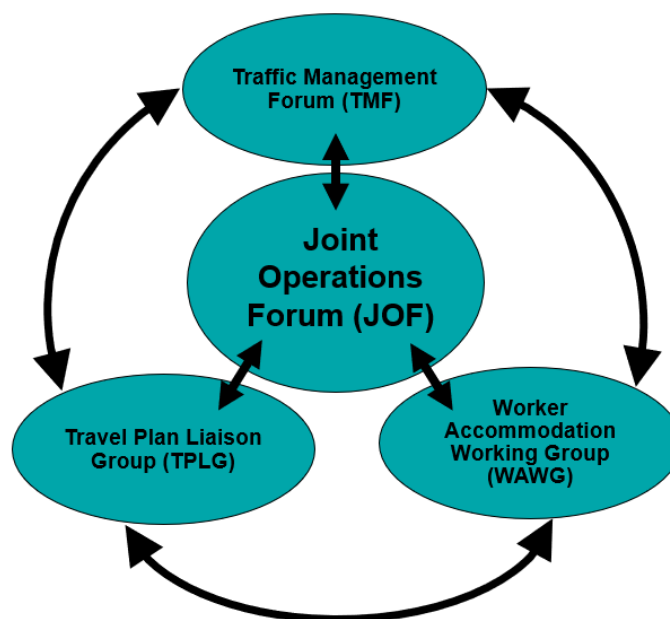 Traffic Management
Forum (TMF)
Joint
Operations
Forum (JOF)
Travel Plan Liaison
Group (TPLG)
Worker
Accommodation
Working Group
(WAWG)